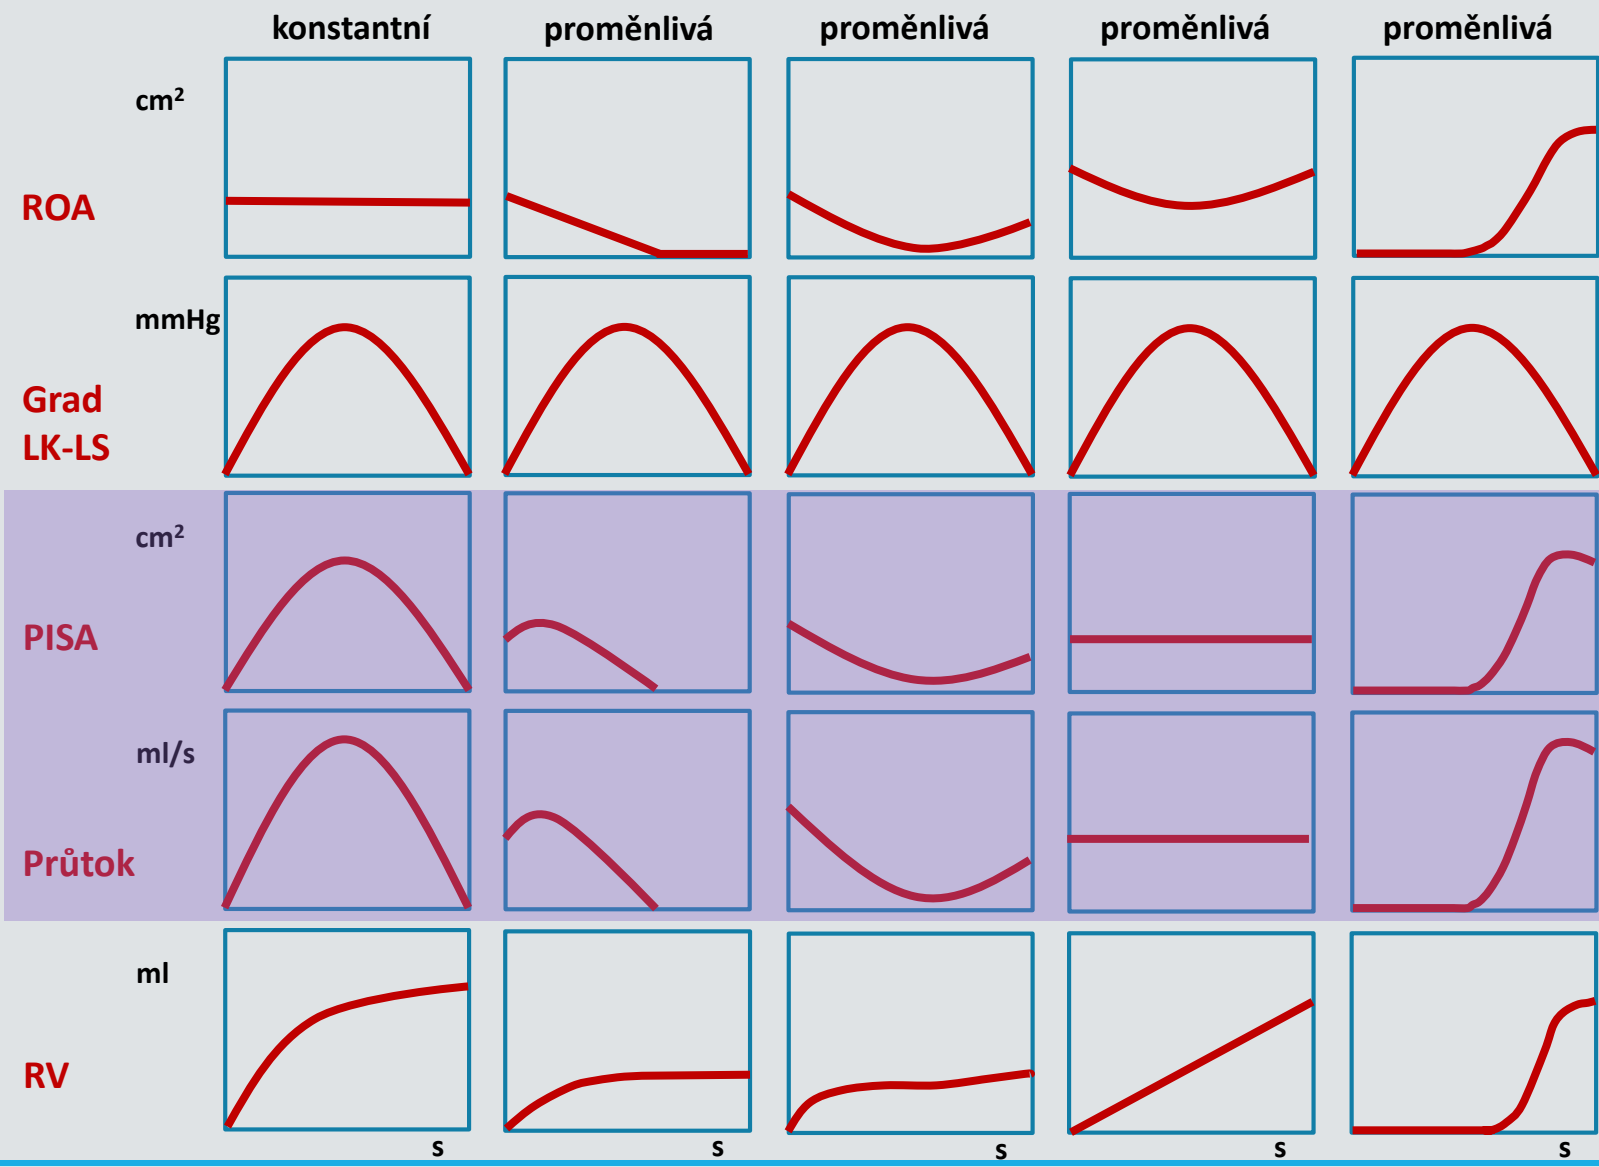 konstantní proměnlivá proměnlivá proměnlivá proměnlivá
cm²
ROA
mmHg
Grad
LK-LS
cm²
PISA
ml/s
Průtok
ml
RV
s s s s s